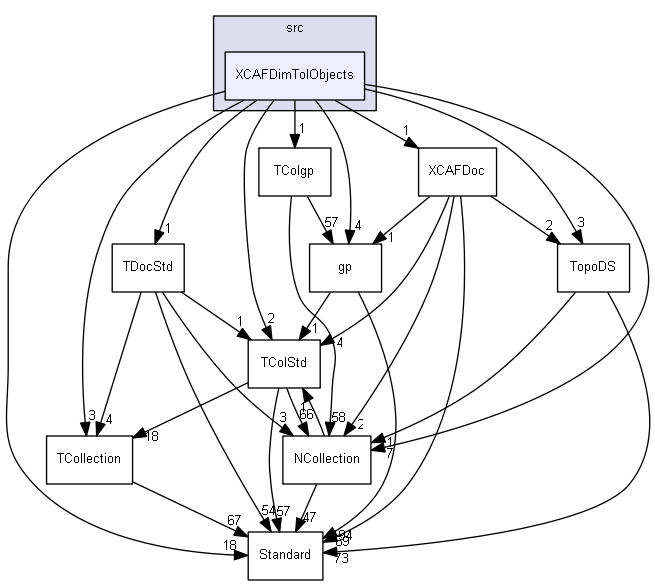 src
XCAFDimTolObjects
1
1
TColgp
XCAFDoc
1
57
4
1
2
3
TDocStd
gp
TopoDS
1
2
1
4
TColStd
3
4
18
3
1
66
58
2
1
7
TCollection
NCollection
67
54
57
47
18
89
73
Standard